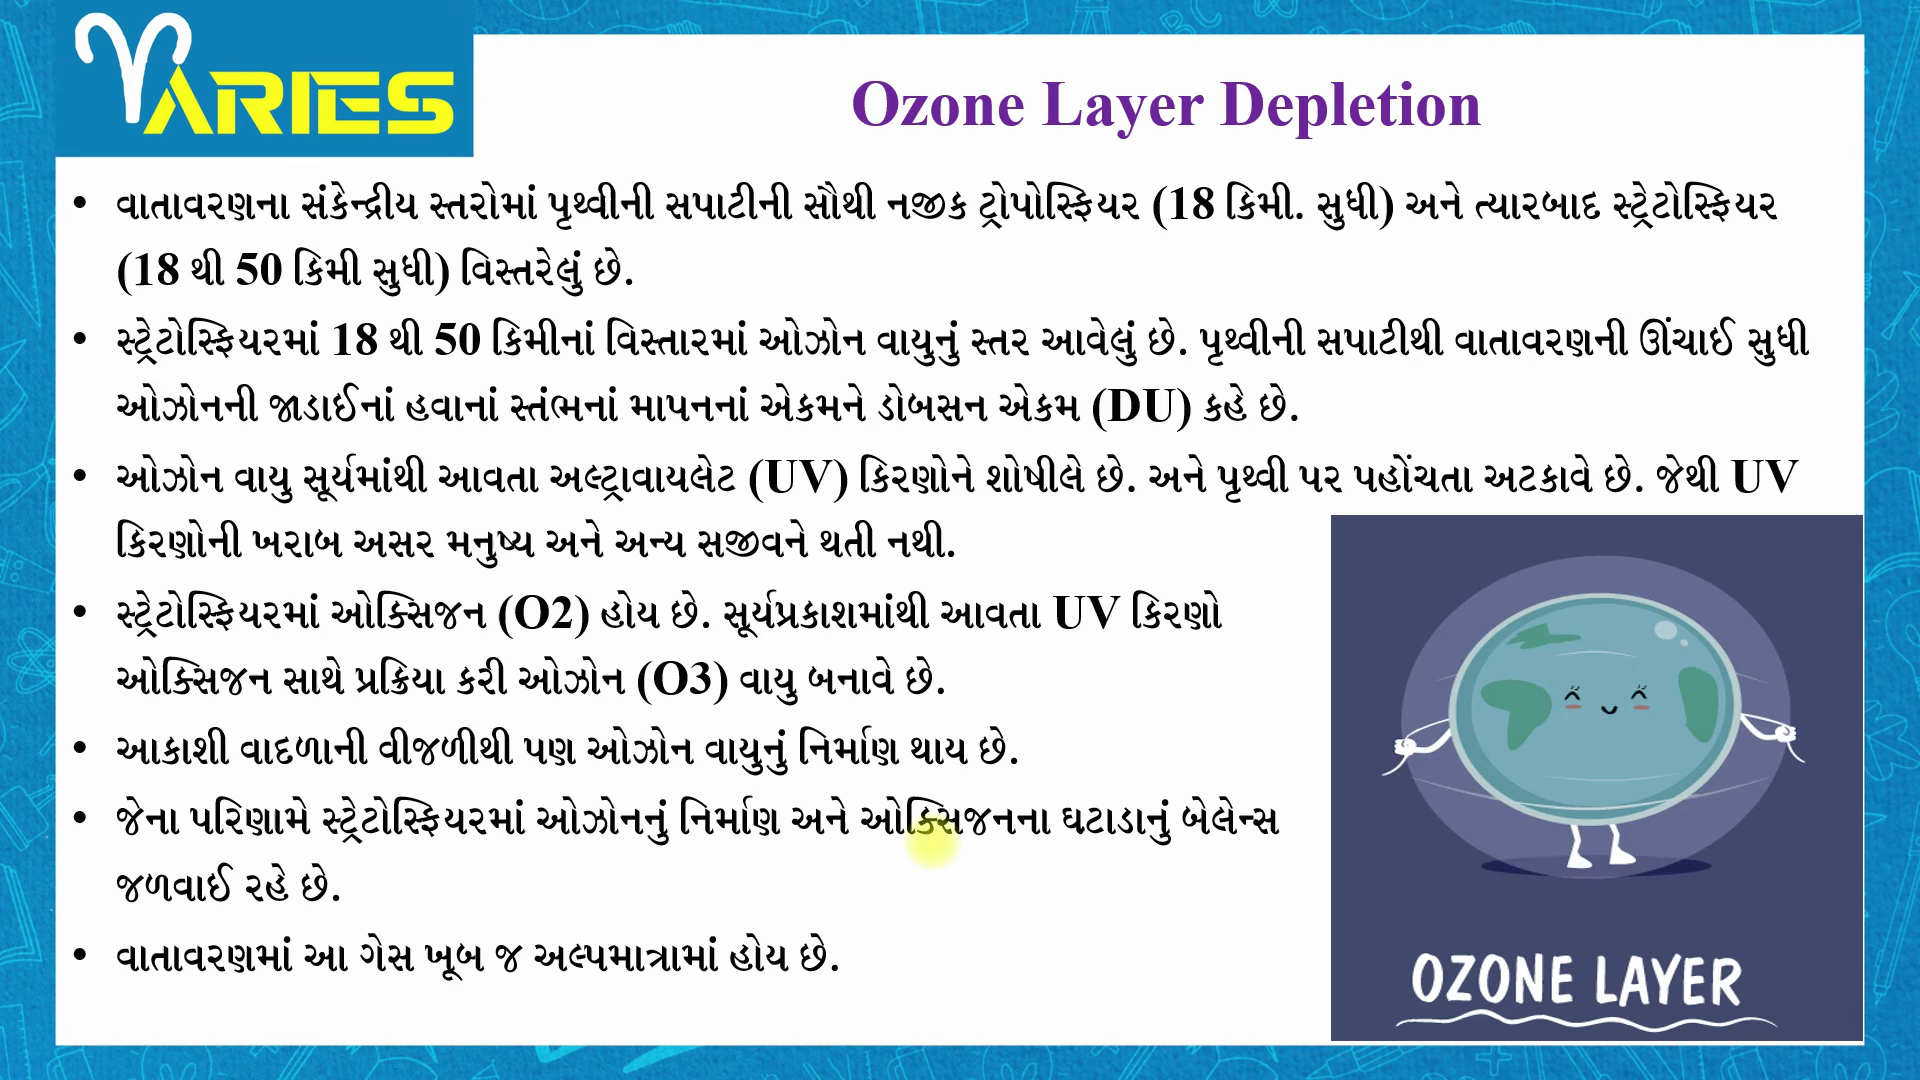 ARIES
Ozone Layer Depletion
• વાતાવરણના સંકેન્દ્રીય સ્તરોમાં પૃથ્વીની સપાટીની સૌથી નજીક ટ્રોપોસ્ફિયર (18 કિમી. સુધી) અને ત્યારબાદ સ્ટ્રેટોસ્ફિયર
(18 થી 50 કિમી સુધી) વિસ્તરેલું છે.
• સ્ટ્રેટોસ્ફિયરમાં 18 થી 50 કિમીનાં વિસ્તારમાં ઓઝોન વાયુનું સ્તર આવેલું છે. પૃથ્વીની સપાટીથી વાતાવરણની ઊંચાઈ સુધી
ઓઝોનની જાડાઈનાં હવાનાં સ્તંભનાં માપનનાં એકમને ડોબસન એકમ (DU) કહે છે.
• ઓઝોન વાયુ સૂર્યમાંથી આવતા અલ્ટ્રાવાયલેટ (UV) કિરણોને શોષીલે છે. અને પૃથ્વી પર પહોંચતા અટકાવે છે. જેથી UV
કિરણોની ખરાબ અસર મનુષ્ય અને અન્ય સજીવને થતી નથી.
• સ્ટ્રેટોસ્ફિયરમાં ઓક્સિજન (O2) હોય છે. સૂર્યપ્રકાશમાંથી આવતા UV કિરણો
ઓક્સિજન સાથે પ્રક્રિયા કરી ઓઝોન (O3) વાયુ બનાવે છે.
• આકાશી વાદળાની વીજળીથી પણ ઓઝોન વાયુનું નિર્માણ થાય છે.
• જેના પરિણામે સ્ટ્રેટોસ્ફિયરમાં ઓઝોનનું નિર્માણ અને ઓક્સિજનના ઘટાડાનું બેલેન્સ
જળવાઈ રહે છે.
• વાતાવરણમાં આ ગેસ ખૂબ જ અલ્પમાત્રામાં હોય છે.
OZONE LAYER